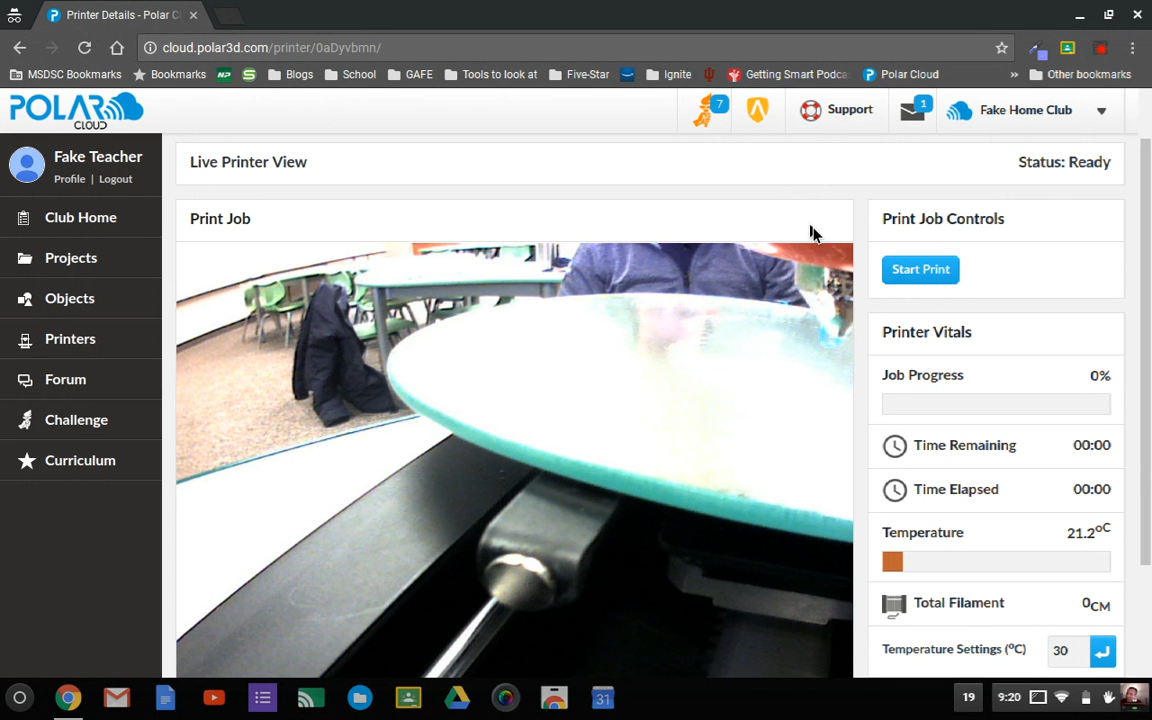 Printer Details - Polar C
cloud.polar3d.com/printer/0aDyvbmn/
MSDSC Bookmarks Bookmarks NP S Blogs School GAFE Tools to look at Five-Star Ignite Getting Smart Podca Polar Cloud » Other bookmarks
POLAR CLOUD
7 Support 1 Fake Home Club
Fake Teacher
Profile | Logout
Club Home
Projects
Objects
Printers
Forum
Challenge
Curriculum
Live Printer View Status: Ready
Print Job
Print Job Controls
Start Print
Printer Vitals
Job Progress 0%
Time Remaining 00:00
Time Elapsed 00:00
Temperature 21.2°C
Total Filament 0CM
Temperature Settings (°C) 30
31 19 9:20